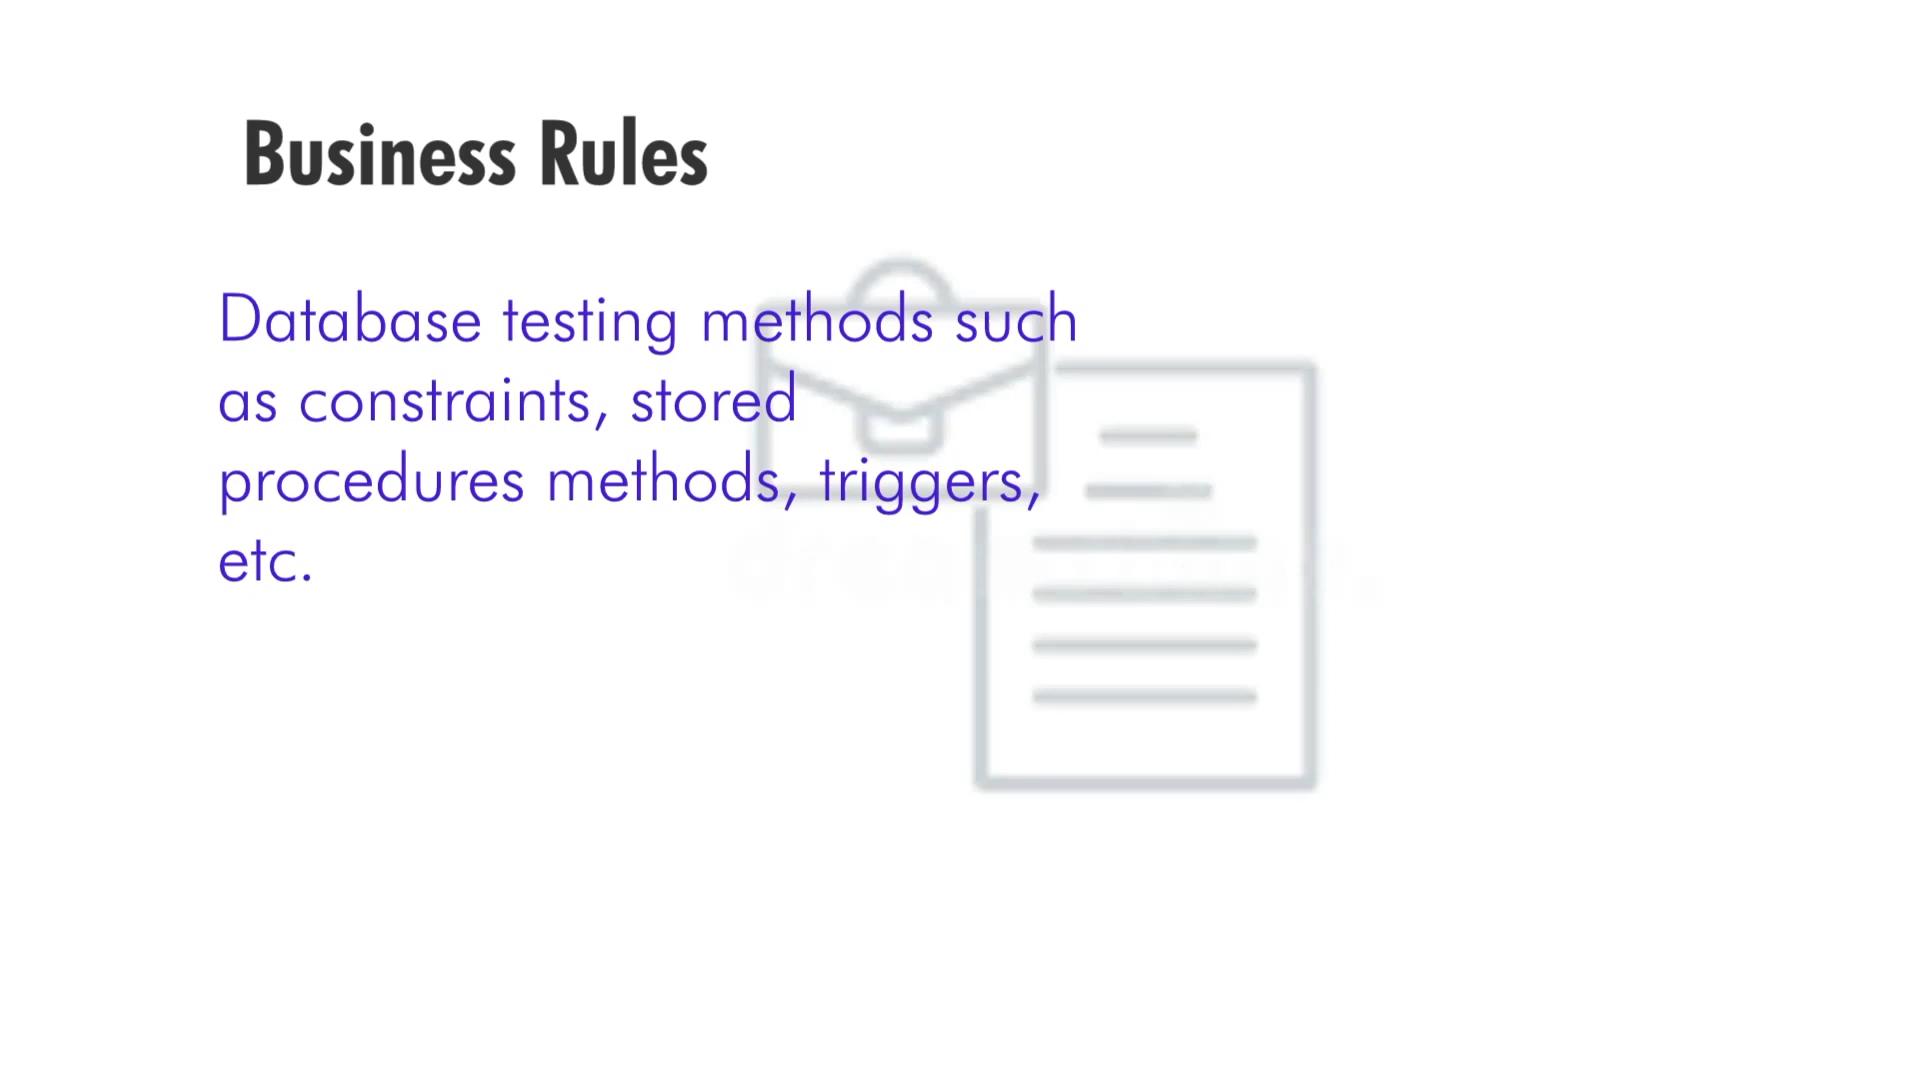 Business Rules
Database testing methods such
as constraints, stored
procedures methods, triggers,
etc.